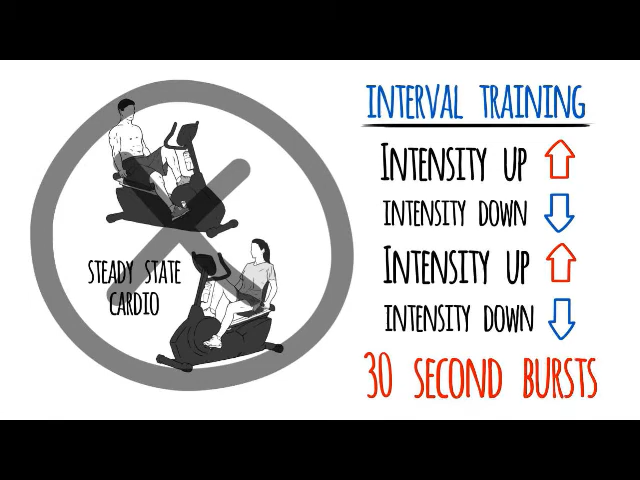 STEADY STATE
CARDIO
INTERVAL TRAINING
INTENSITY UP
INTENSITY DOWN
INTENSITY UP
INTENSITY DOWN
30 SECOND BURSTS